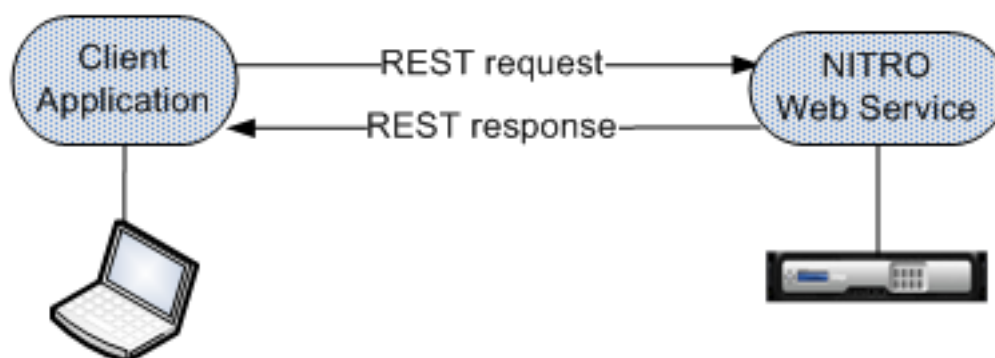 Client
Application
REST request
REST response
NITRO
Web Service